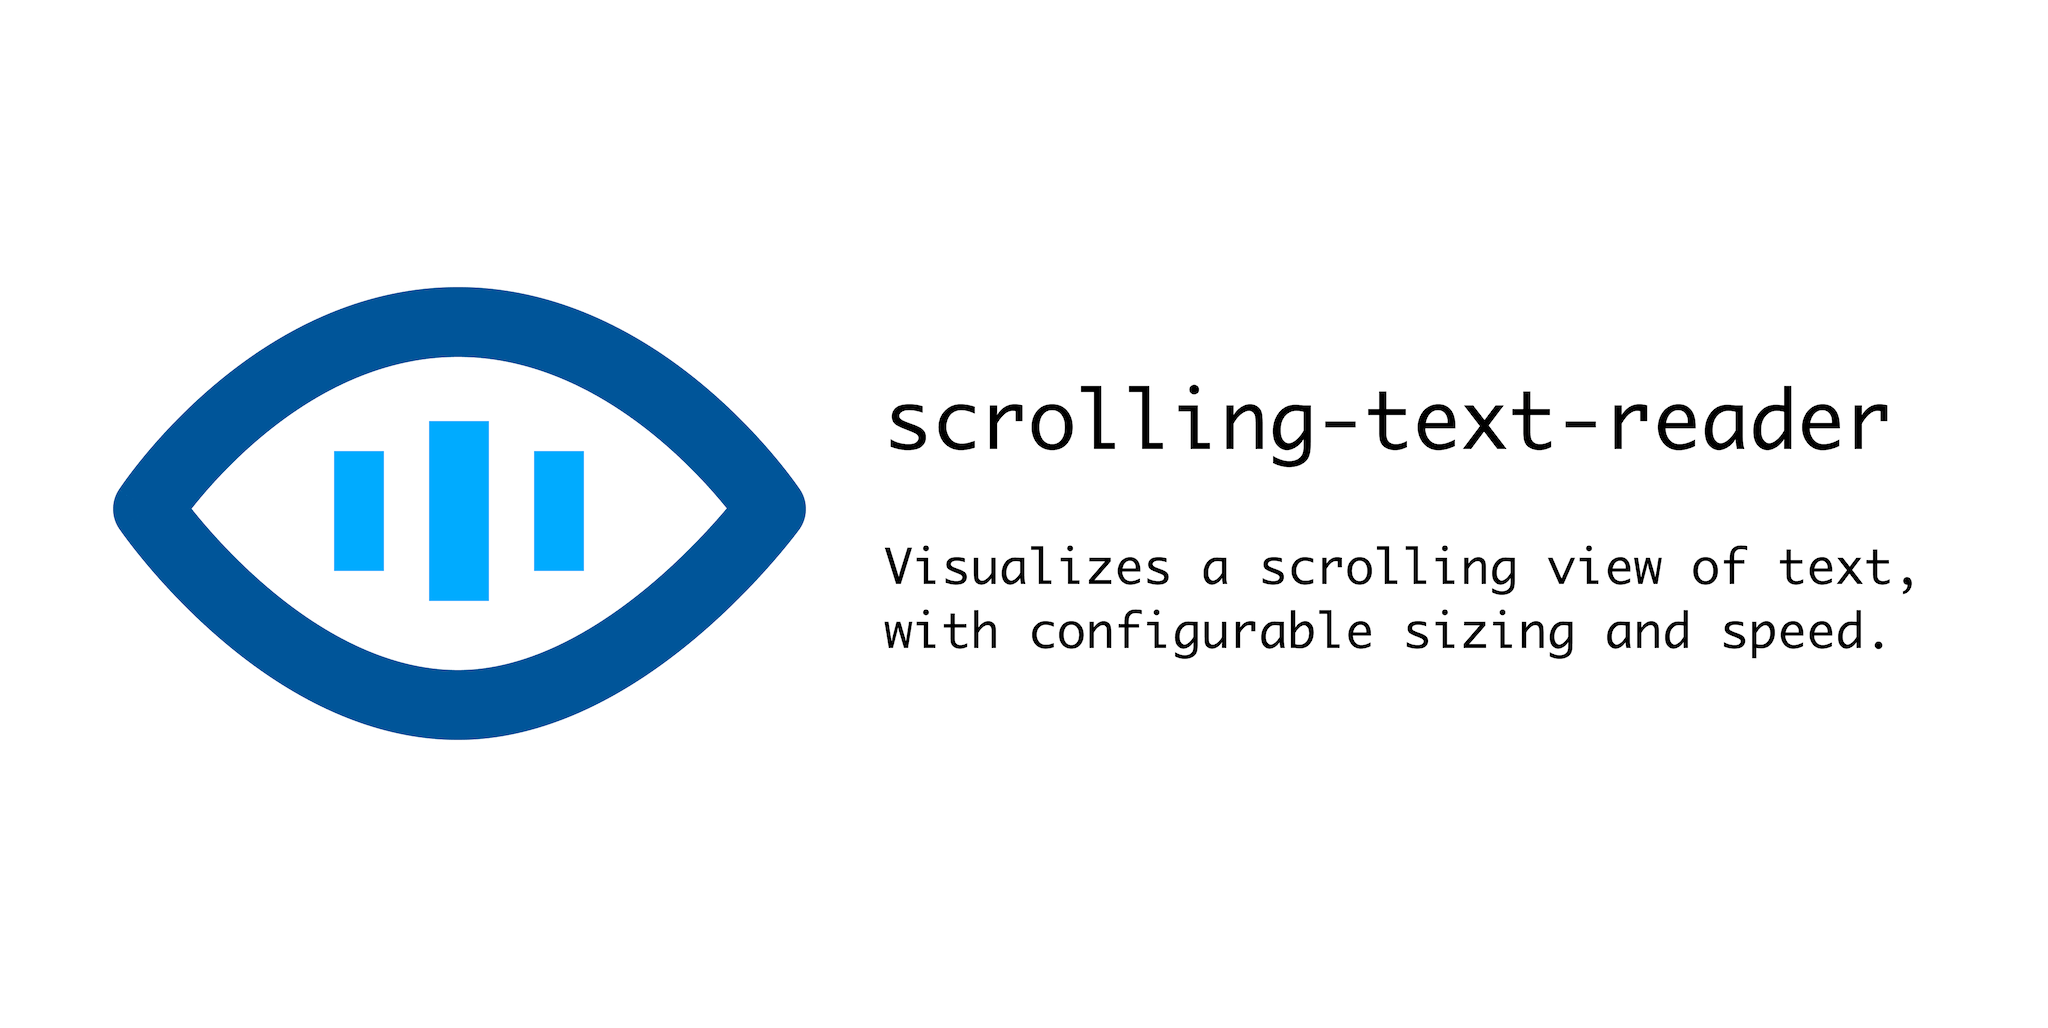 scrolling-text-reader
Visualizes a scrolling view of text,
with configurable sizing and speed.